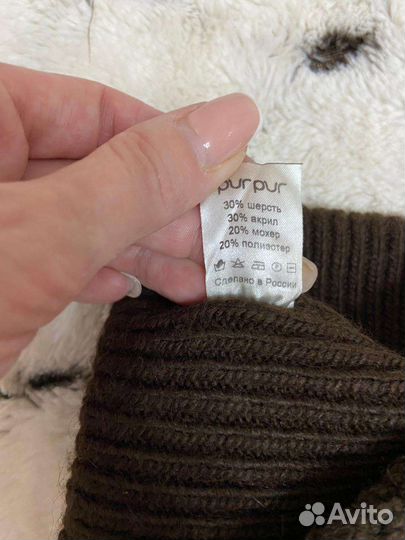 purpur
30% шерсть
30% акрил
20% мохер
20% полиэстер
Сделано в России
Avito